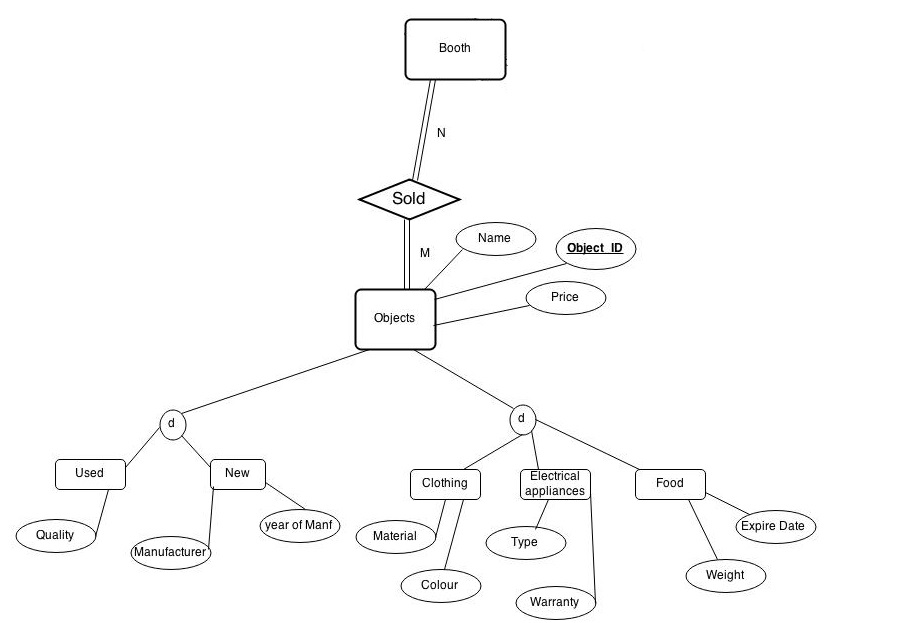 Booth
N
Sold
M
Name
Object_ID
Price
Objects
d
d
Used
New
Clothing
Electrical
appliances
Food
Quality
Manufacturer
year of Manf
Material
Colour
Type
Warranty
Expire Date
Weight